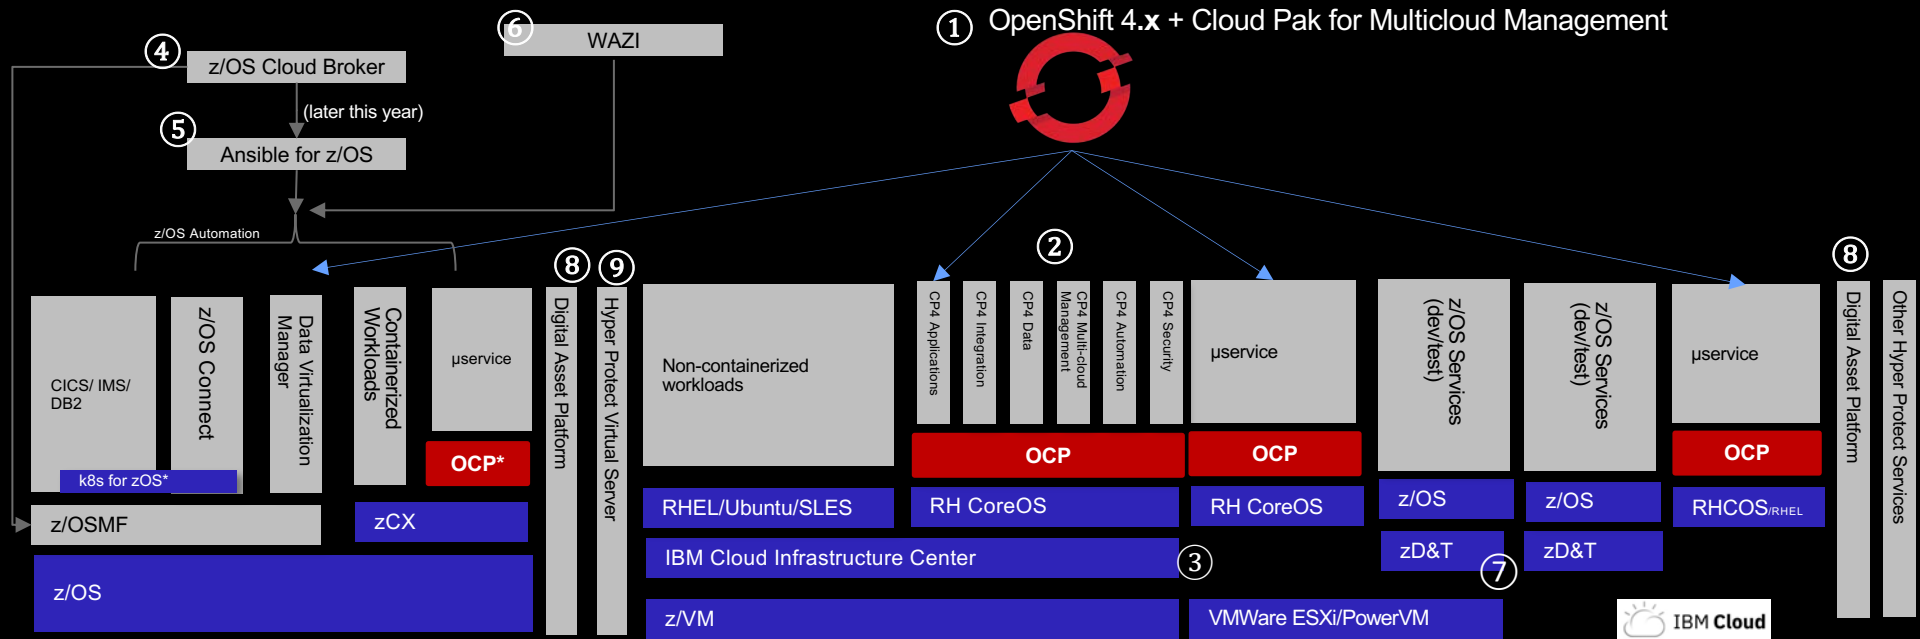 ① OpenShift 4.x + Cloud Pak for Multicloud Management
⑥
WAZI
④
z/OS Cloud Broker
(later this year)
⑤
Ansible for z/OS
z/OS Automation
⑧
⑨
②
⑧
CICS/ IMS/
DB2
z/OS Connect
Data Virtualization
Manager
Containerized
Workloads
µservice
Digital Asset Platform
Hyper Protect Virtual Server
Non-containerized
workloads
CP4 Applications
CP4 Integration
CP4 Data
CP4 Multi-cloud
Management
CP4 Automation
CP4 Security
µservice
z/OS Services
(dev/test)
z/OS Services
(dev/test)
µservice
Digital Asset Platform
Other Hyper Protect Services
OCP*
OCP
OCP
OCP
k8s for zOS*
z/OSMF
zCX
RHEL/Ubuntu/SLES
RH CoreOS
RH CoreOS
z/OS
z/OS
RHCOS/RHEL
IBM Cloud Infrastructure Center
③
zD&T
⑦
zD&T
z/OS
z/VM
VMWare ESXi/PowerVM
IBM Cloud